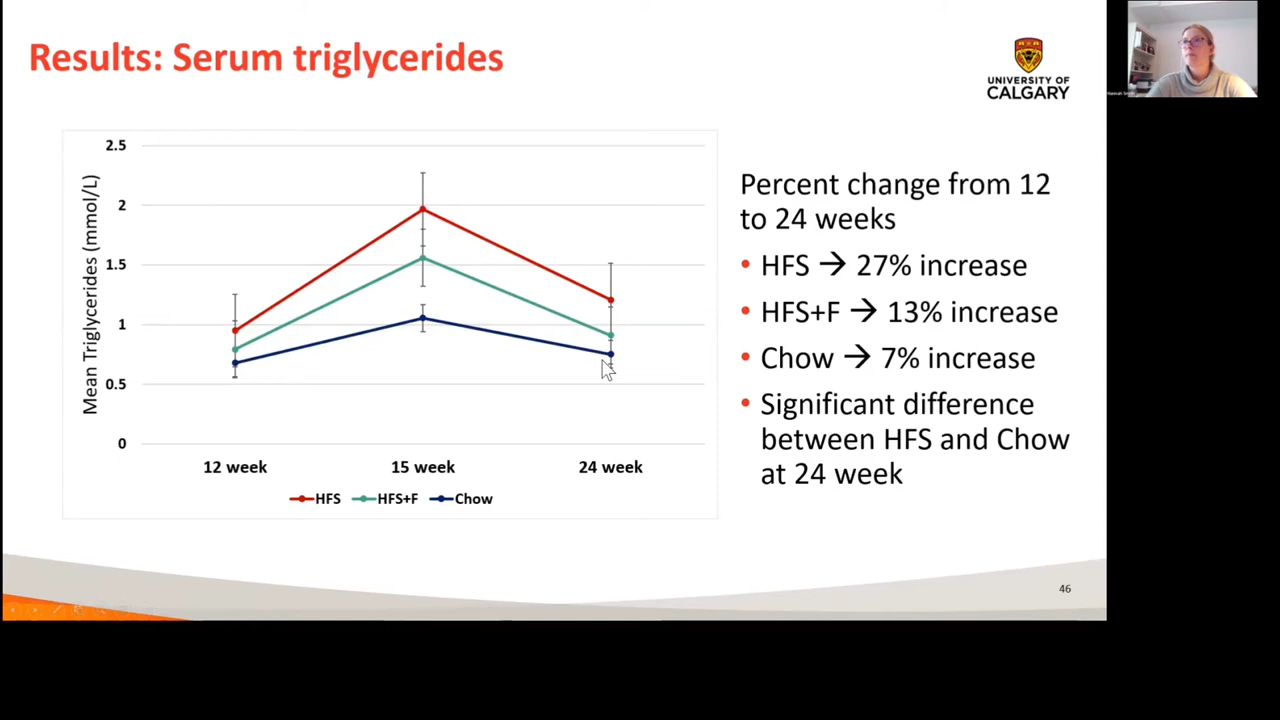 Results: Serum triglycerides
UNIVERSITY OF
CALGARY
Mean Triglycerides (mmol/L)
2.5
2
1.5
1
0.5
0
12 week
15 week
24 week
HFS
HFS+F
Chow
Percent change from 12
to 24 weeks
• HFS → 27% increase
• HFS+F → 13% increase
• Chow → 7% increase
• Significant difference
between HFS and Chow
at 24 week
46